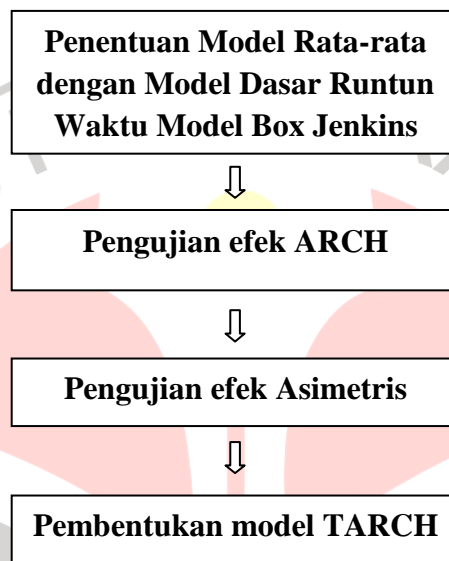 Penentuan Model Rata-rata
dengan Model Dasar Runtun
Waktu Model Box Jenkins
Pengujian efek ARCH
Pengujian efek Asimetris
Pembentukan model TARCH